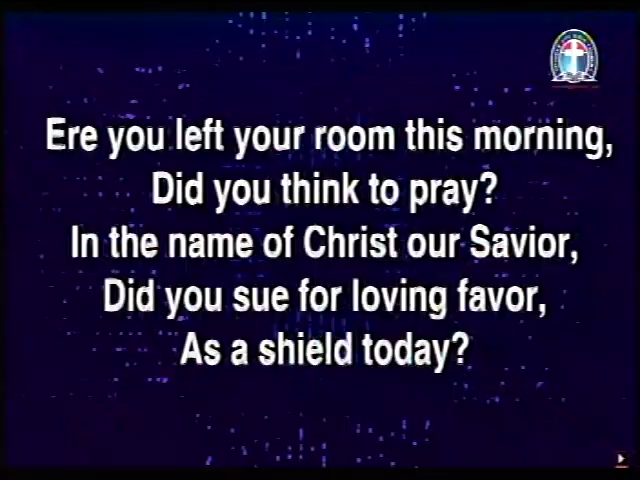 Ere you left your room this morning,
Did you think to pray?
In the name of Christ our Savior,
Did you sue for loving favor,
As a shield today?